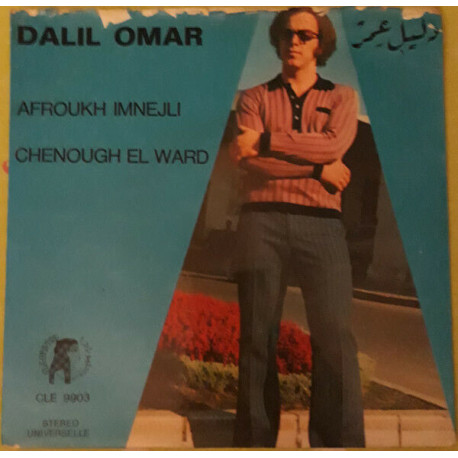 DALIL OMAR
دليل عمر
AFROUKH IMNEJLI
CHENOUGH EL WARD
CLE 9903
STEREO
UNIVERSELLE